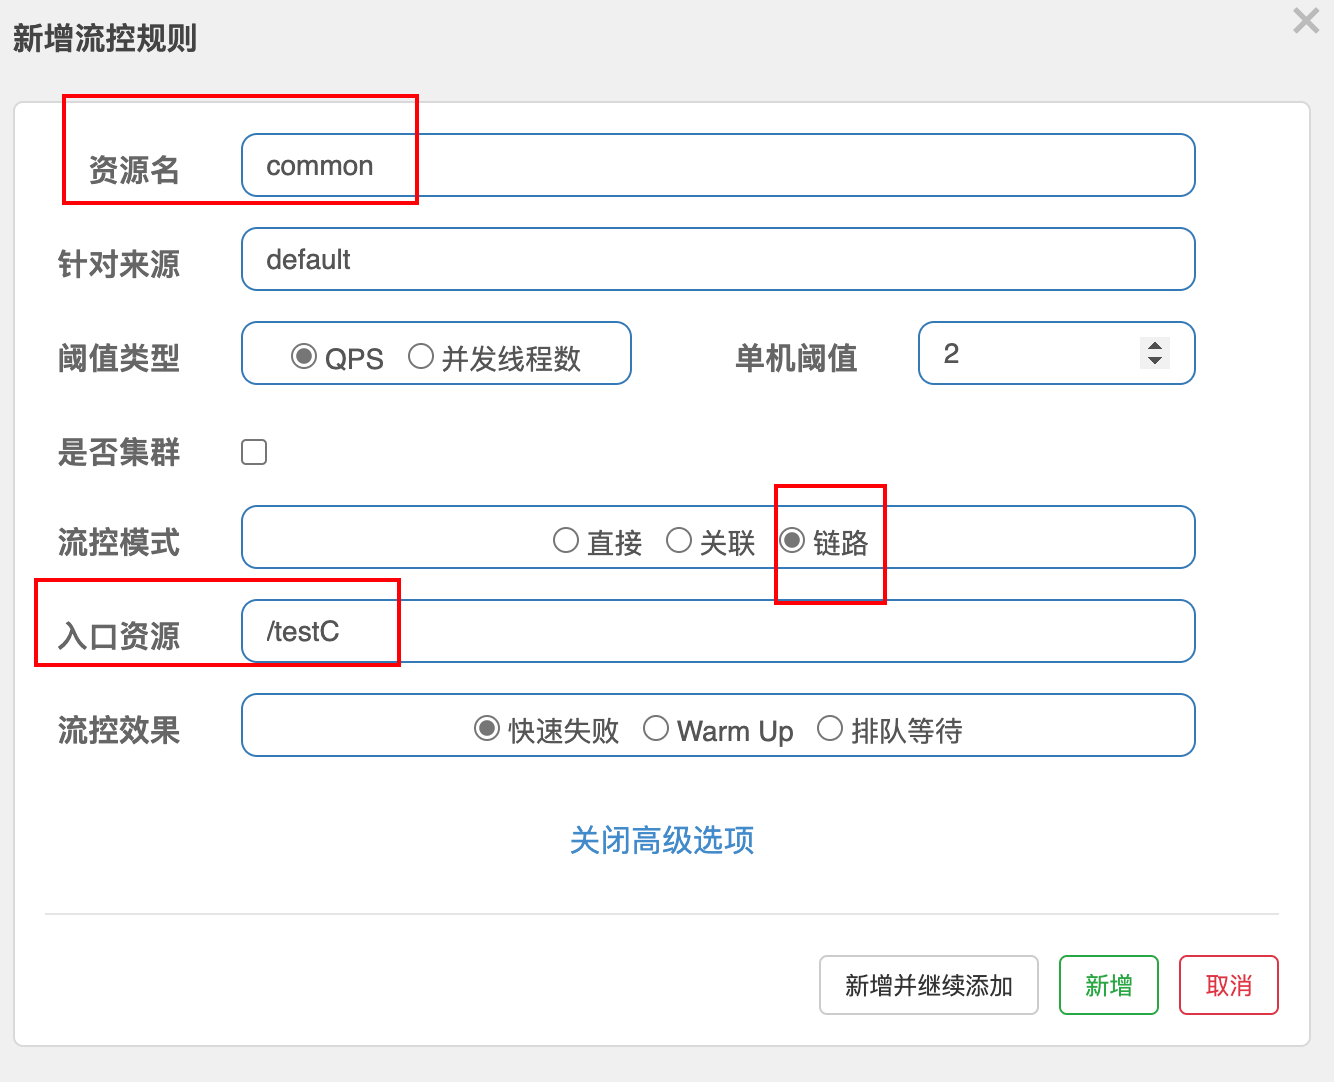 新增流控规则
资源名 common
针对来源 default
阈值类型 QPS 并发线程数 单机阈值 2
是否集群
流控模式 直接 关联 链路
入口资源 /testC
流控效果 快速失败 Warm Up 排队等待
关闭高级选项
新增并继续添加 新增 取消